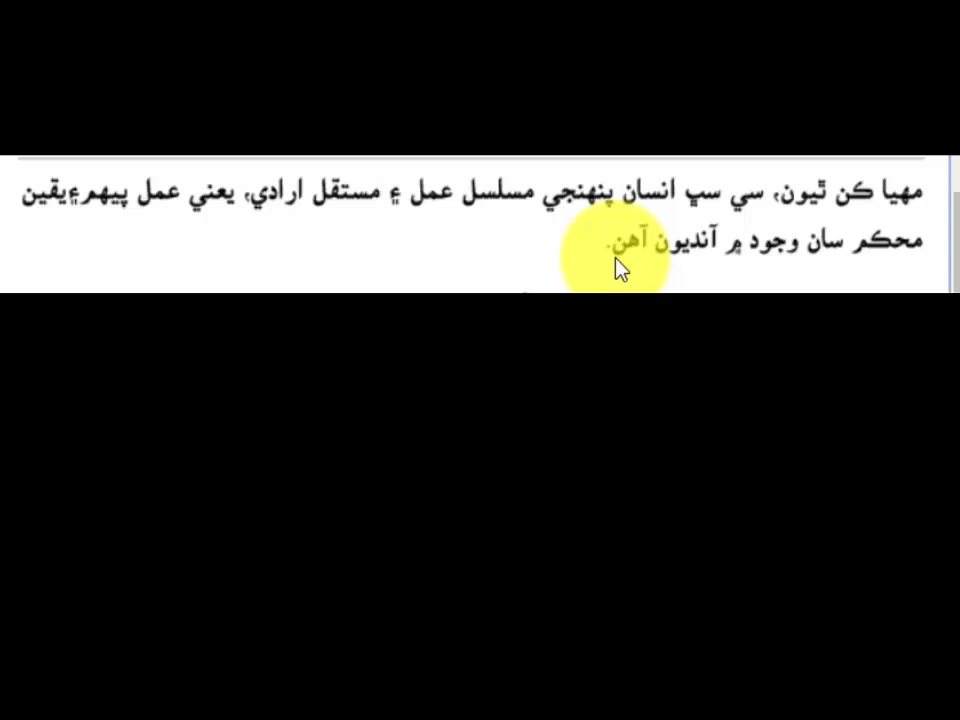 مهيا ڪن ٿيون، سي سڀ انسان پنهنجي مسلسل عمل ۽ مستقل ارادي، يعني عمل پيهم۽يقين
محڪم سان وجود ۾ آنديون آهن.